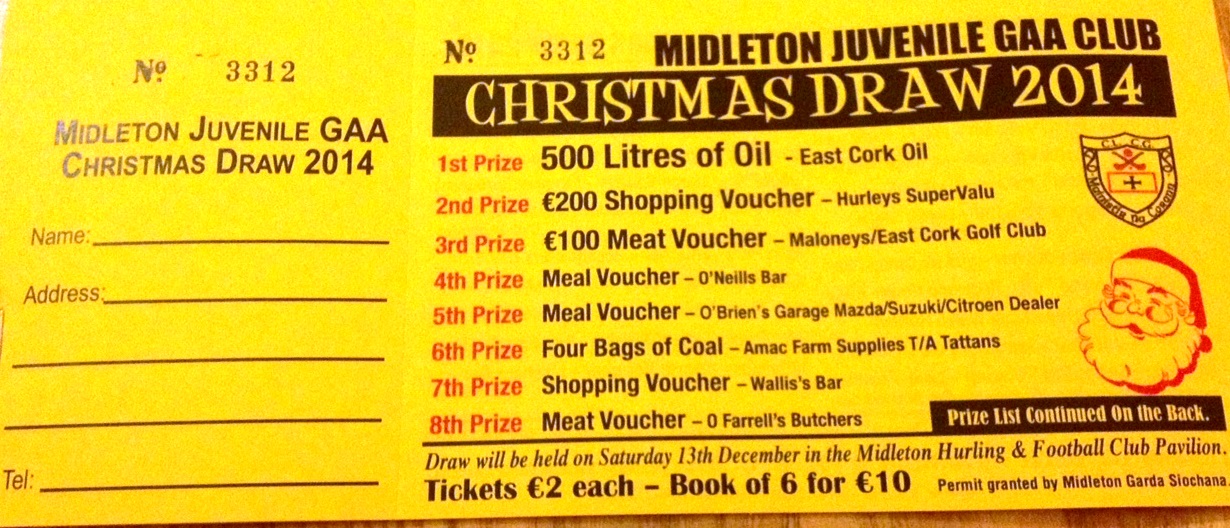 Nº 3312
MIDLETON JUVENILE GAA
CHRISTMAS DRAW 2014
Name:
Address:
Tel:
Nº 3312 MIDLETON JUVENILE GAA CLUB
CHRISTMAS DRAW 2014
1st Prize 500 Litres of Oil - East Cork Oil
2nd Prize €200 Shopping Voucher – Hurleys SuperValu
3rd Prize €100 Meat Voucher – Maloneys/East Cork Golf Club
4th Prize Meal Voucher – O'Neills Bar
5th Prize Meal Voucher – O'Brien's Garage Mazda/Suzuki/Citroen Dealer
6th Prize Four Bags of Coal – Amac Farm Supplies T/A Tattans
7th Prize Shopping Voucher – Wallis's Bar
8th Prize Meat Voucher – O Farrell's Butchers
CL. C.G.
Mainistir na Corann
Prize List Continued On the Back.
Draw will be held on Saturday 13th December in the Midleton Hurling & Football Club Pavilion.
Tickets €2 each – Book of 6 for €10 Permit granted by Midleton Garda Siochana.